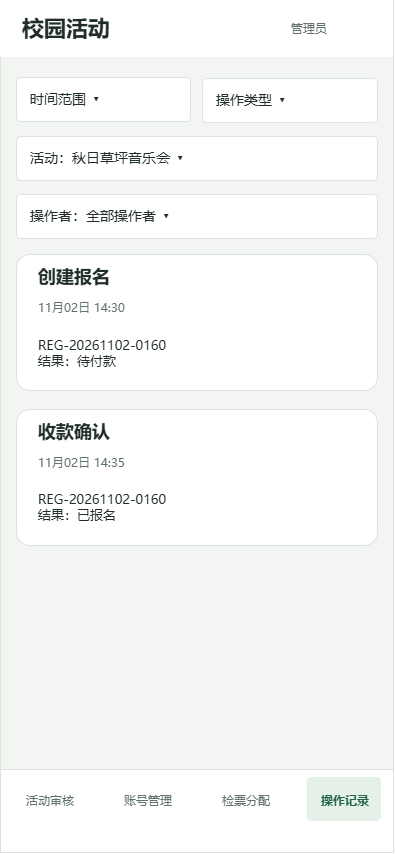 校园活动
管理员
时间范围 ▾
操作类型 ▾
活动：秋日草坪音乐会 ▾
操作者：全部操作者 ▾
创建报名
11月02日 14:30
REG-20261102-0160
结果：待付款
收款确认
11月02日 14:35
REG-20261102-0160
结果：已报名
活动审核
账号管理
检票分配
操作记录